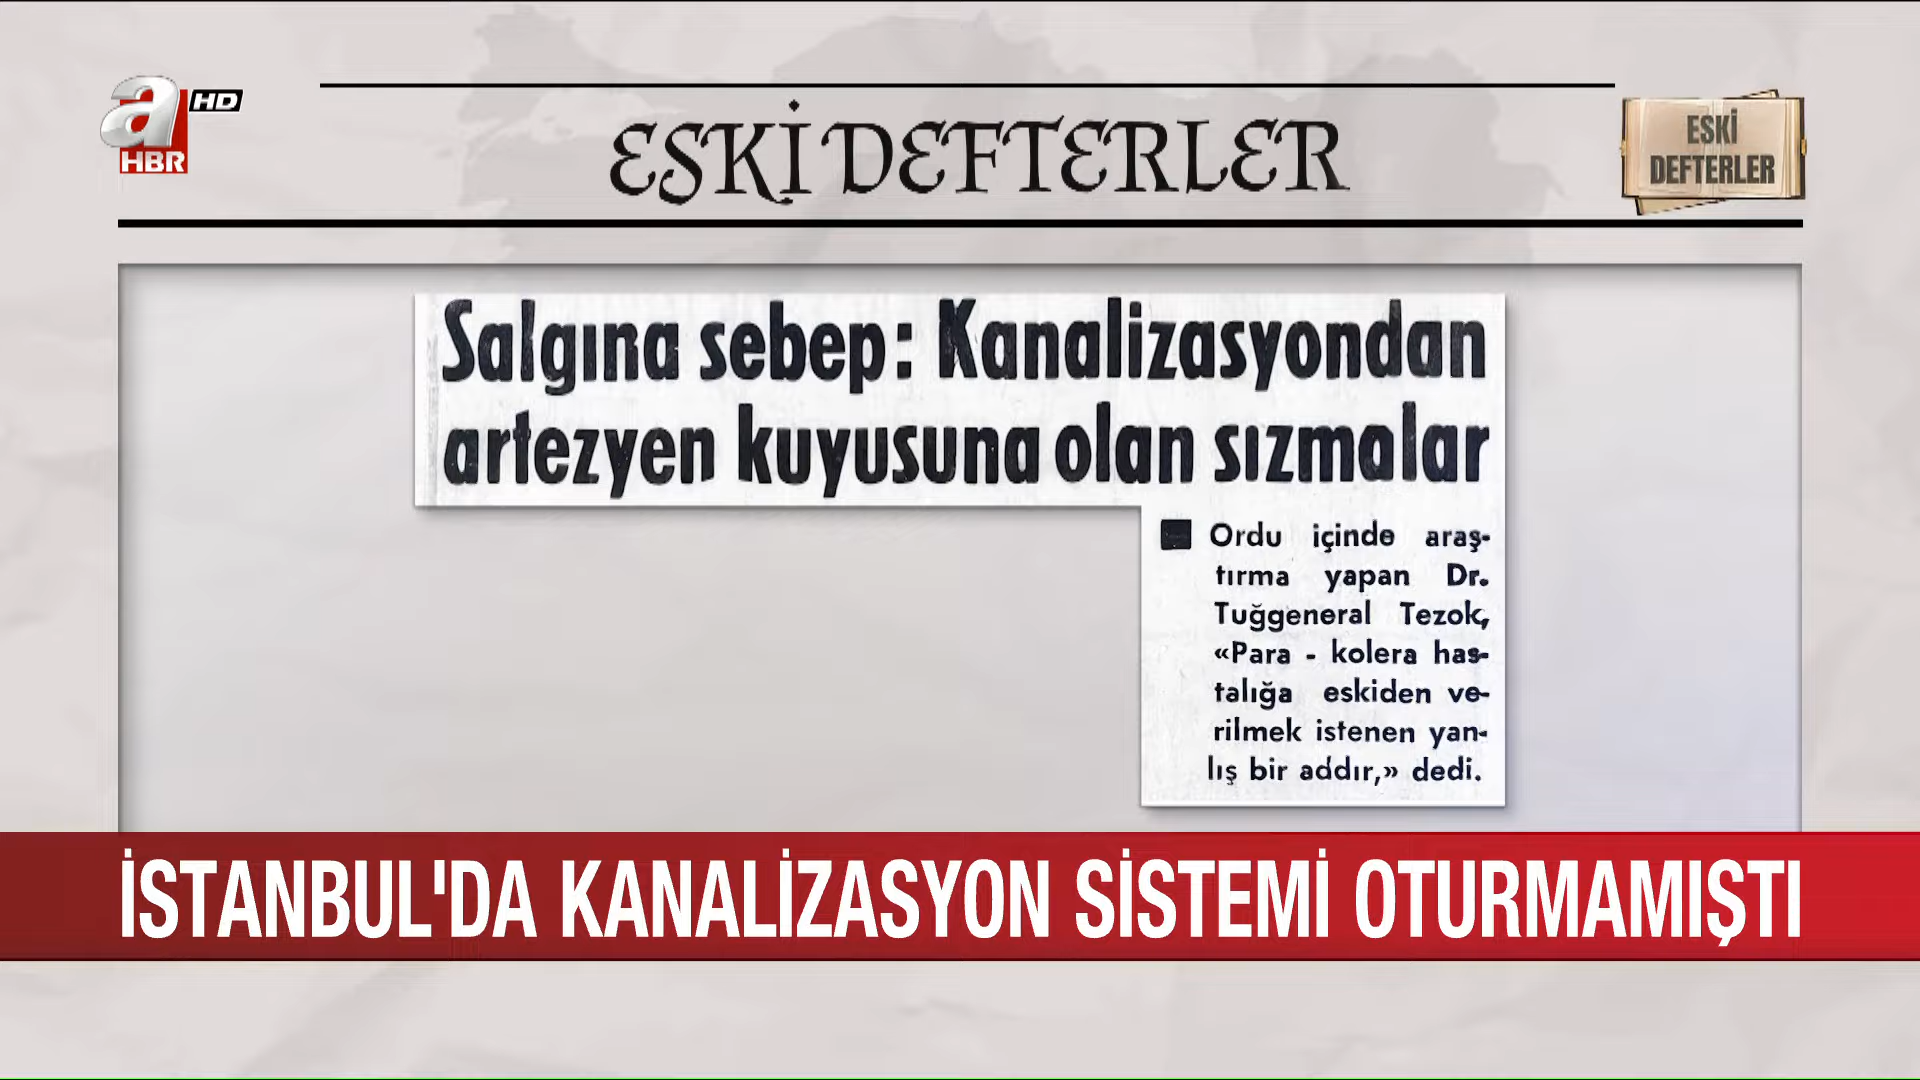 a HD
HBR
ESKİ DEFTERLER
ESKİ
DEFTERLER
Salgına sebep: Kanalizasyondan
artezyen kuyusuna olan sızmalar
Ordu içinde araş-
tırma yapan Dr.
Tuğgeneral Tezok,
«Para - kolera has-
talığa eskiden ve-
rilmek istenen yan-
lış bir addır,» dedi.
İSTANBUL'DA KANALİZASYON SİSTEMİ OTURMAMIŞTI